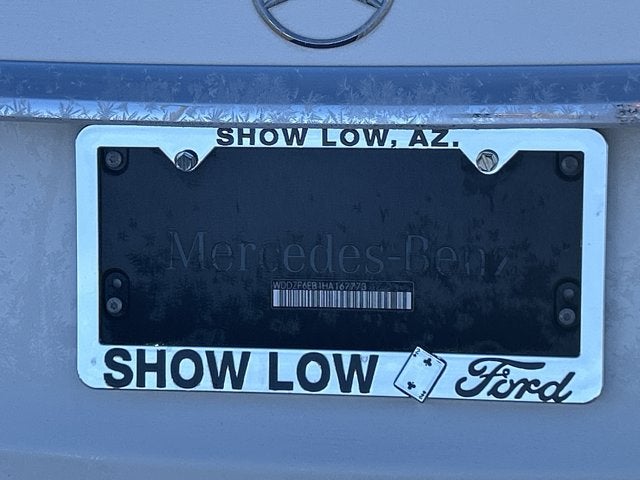 SHOW LOW, AZ.
Mercedes-Benz
SHOW LOW Ford